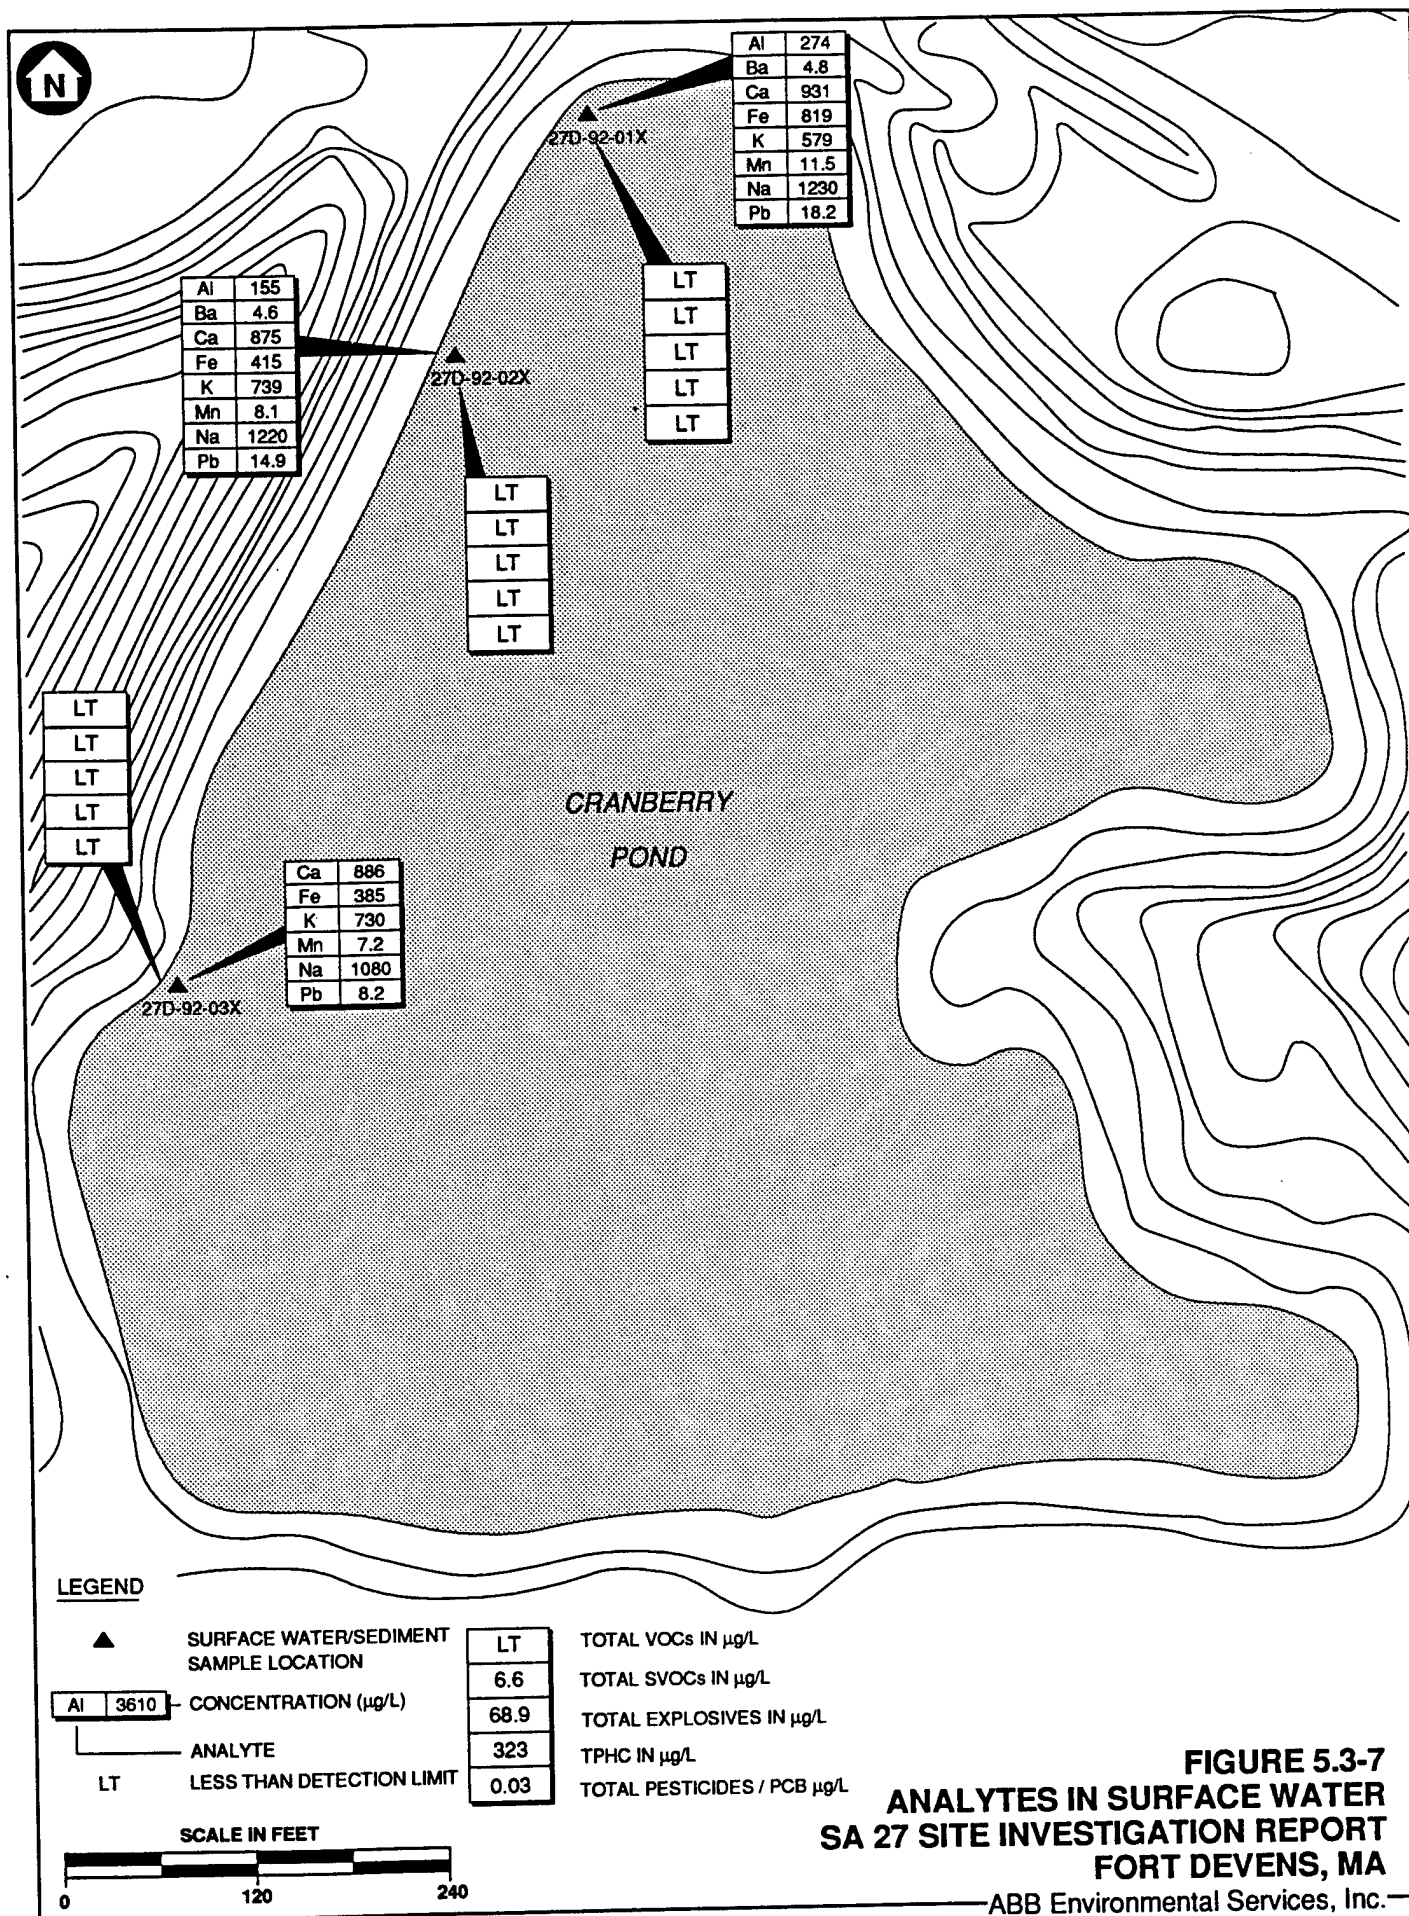 N
Al 274
Ba 4.8
Ca 931
Fe 819
K 579
Mn 11.5
Na 1230
Pb 18.2
27D-92-01X
LT
LT
LT
LT
LT
Al 155
Ba 4.6
Ca 875
Fe 415
K 739
Mn 8.1
Na 1220
Pb 14.9
27D-92-02X
LT
LT
LT
LT
LT
LT
LT
LT
LT
LT
CRANBERRY
POND
Ca 886
Fe 385
K 730
Mn 7.2
Na 1080
Pb 8.2
27D-92-03X
LEGEND
SURFACE WATER/SEDIMENT
SAMPLE LOCATION
Al 3610 CONCENTRATION (µg/L)
ANALYTE
LT LESS THAN DETECTION LIMIT
LT TOTAL VOCs IN µg/L
6.6 TOTAL SVOCs IN µg/L
68.9 TOTAL EXPLOSIVES IN µg/L
323 TPHC IN µg/L
0.03 TOTAL PESTICIDES / PCB µg/L
SCALE IN FEET
0 120 240
FIGURE 5.3-7
ANALYTES IN SURFACE WATER
SA 27 SITE INVESTIGATION REPORT
FORT DEVENS, MA
ABB Environmental Services, Inc.